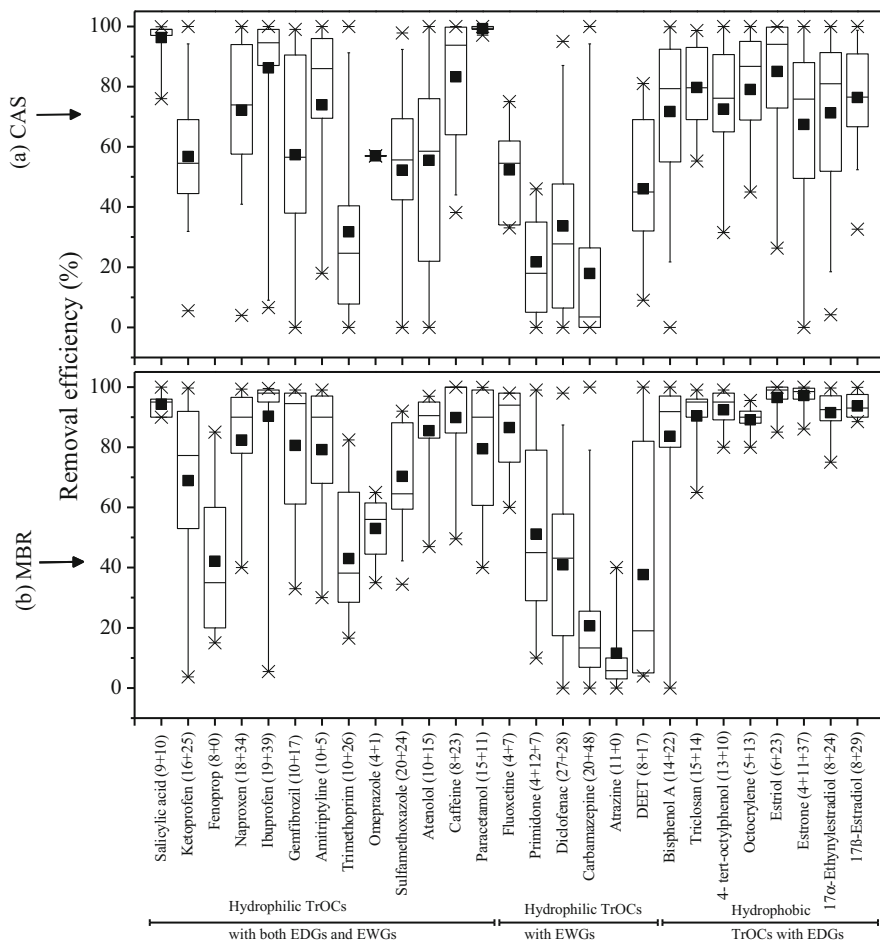 (a) CAS
(b) MBR
Removal efficiency (%)
100
80
60
40
20
0
100
80
60
40
20
0
Salicylic acid (9+10)
Ketoprofen (16+25)
Fenoprop (8+0)
Naproxen (18+34)
Ibuprofen (19+39)
Gemfibrozil (10+17)
Amitriptyline (10+5)
Trimethoprim (10+26)
Omeprazole (4+1)
Sulfamethoxazole (20+24)
Atenolol (10+15)
Caffeine (8+23)
Paracetamol (15+11)
Fluoxetine (4+7)
Primidone (4+12+7)
Diclofenac (27+28)
Carbamazepine (20+48)
Atrazine (11+0)
DEET (8+17)
Bisphenol A (14+22)
Triclosan (15+14)
4- tert-octylphenol (13+10)
Octocrylene (5+13)
Estriol (6+23)
Estrone (4+11+37)
17α-Ethynylestradiol (8+24)
17ß-Estradiol (8+29)
Hydrophilic TrOCs
with both EDGs and EWGs
Hydrophilic TrOCs
with EWGs
Hydrophobic
TrOCs with EDGs